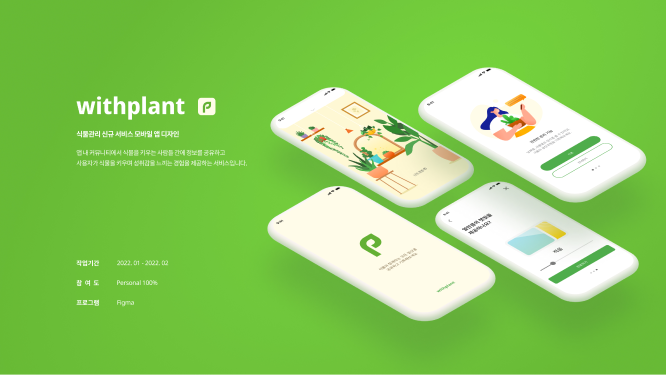 withplant
식물관리 신규 서비스 모바일 앱 디자인
앱 내 커뮤니티에서 식물을 키우는 사람들 간에 정보를 공유하고
사용자가 식물을 키우며 성취감을 느끼는 경험을 제공하는 서비스입니다.
작업기간 2022. 01 - 2022. 02
참 여 도 Personal 100%
프로그램 Figma
withplant